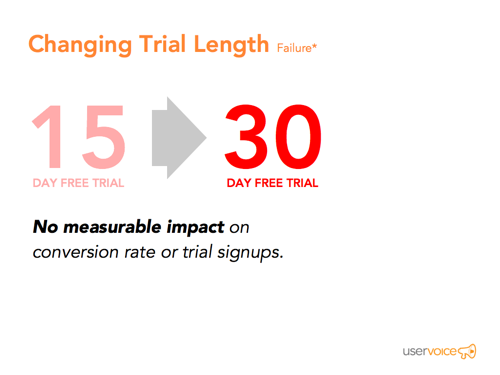 Changing Trial Length Failure*
15 30
DAY FREE TRIAL DAY FREE TRIAL
No measurable impact on
conversion rate or trial signups.
uservoice